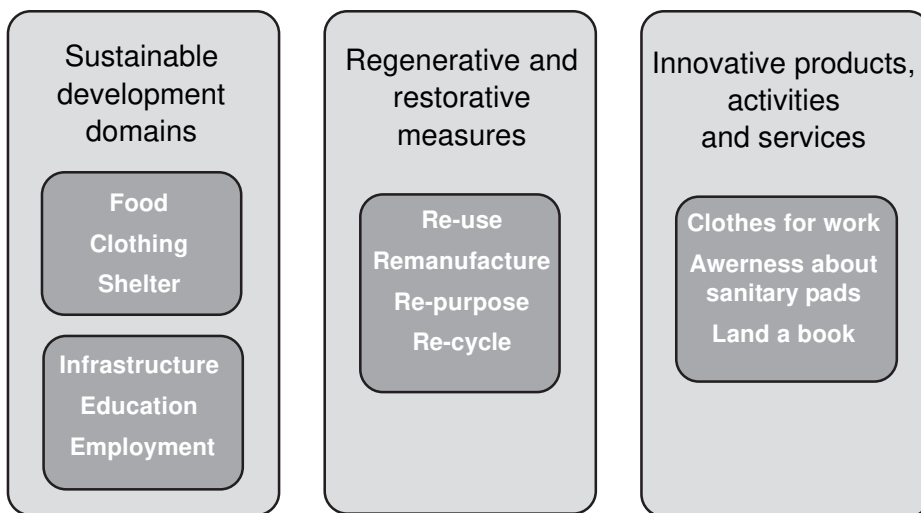 Sustainable
development
domains
Food
Clothing
Shelter
Infrastructure
Education
Employment
Regenerative and
restorative
measures
Re-use
Remanufacture
Re-purpose
Re-cycle
Innovative products,
activities
and services
Clothes for work
Awerness about
sanitary pads
Land a book